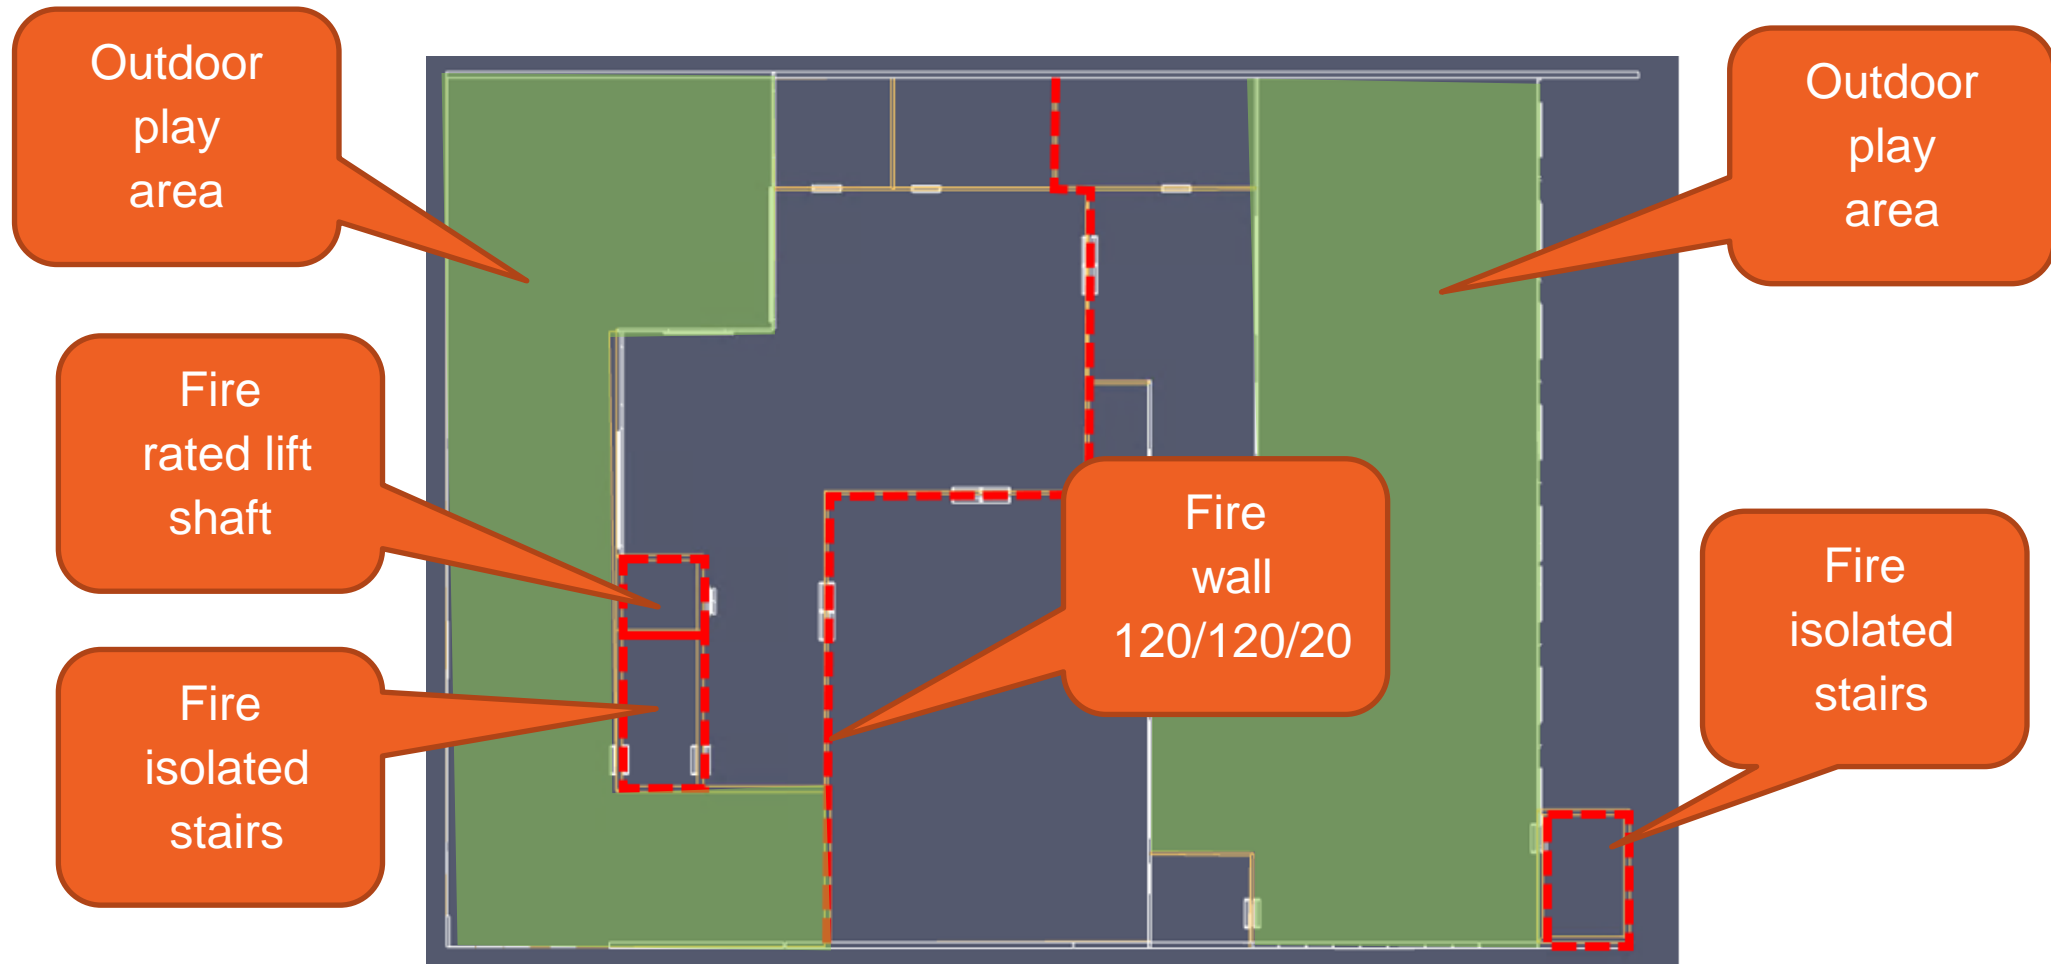 Outdoor
play
area
Outdoor
play
area
Fire
rated lift
shaft
Fire
wall
120/120/20
Fire
isolated
stairs
Fire
isolated
stairs